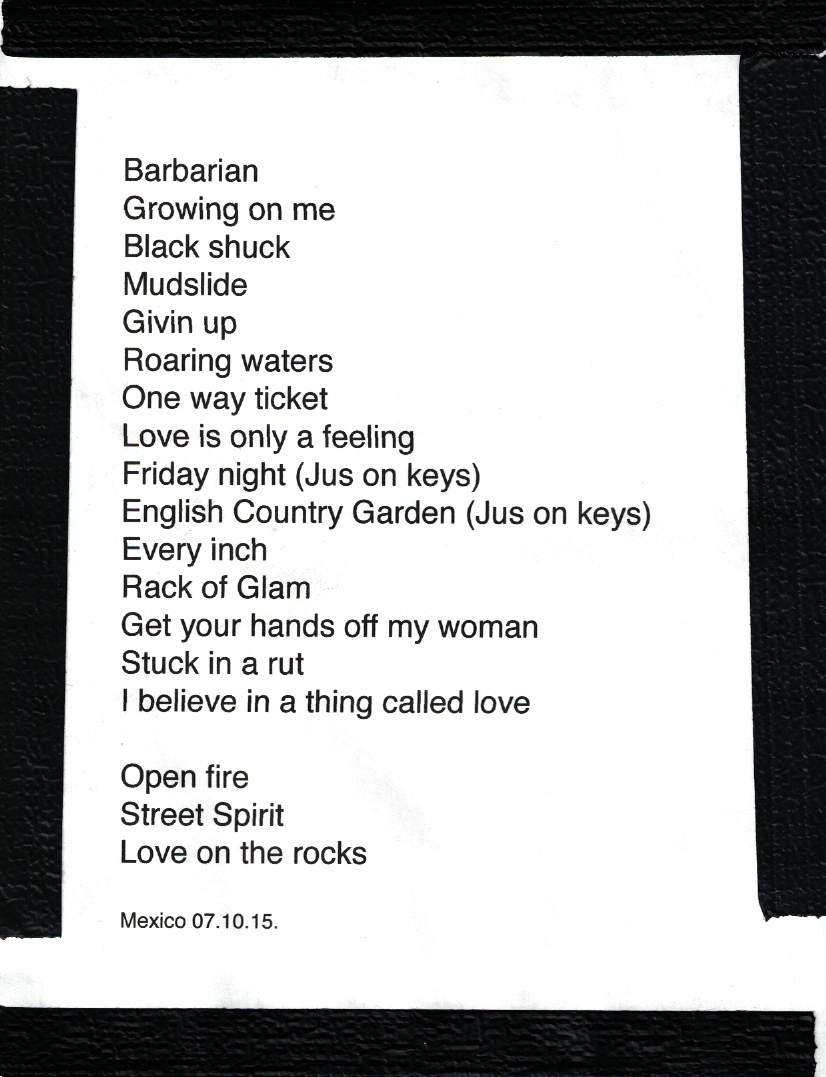 Barbarian
Growing on me
Black shuck
Mudslide
Givin up
Roaring waters
One way ticket
Love is only a feeling
Friday night (Jus on keys)
English Country Garden (Jus on keys)
Every inch
Rack of Glam
Get your hands off my woman
Stuck in a rut
I believe in a thing called love
Open fire
Street Spirit
Love on the rocks
Mexico 07.10.15.